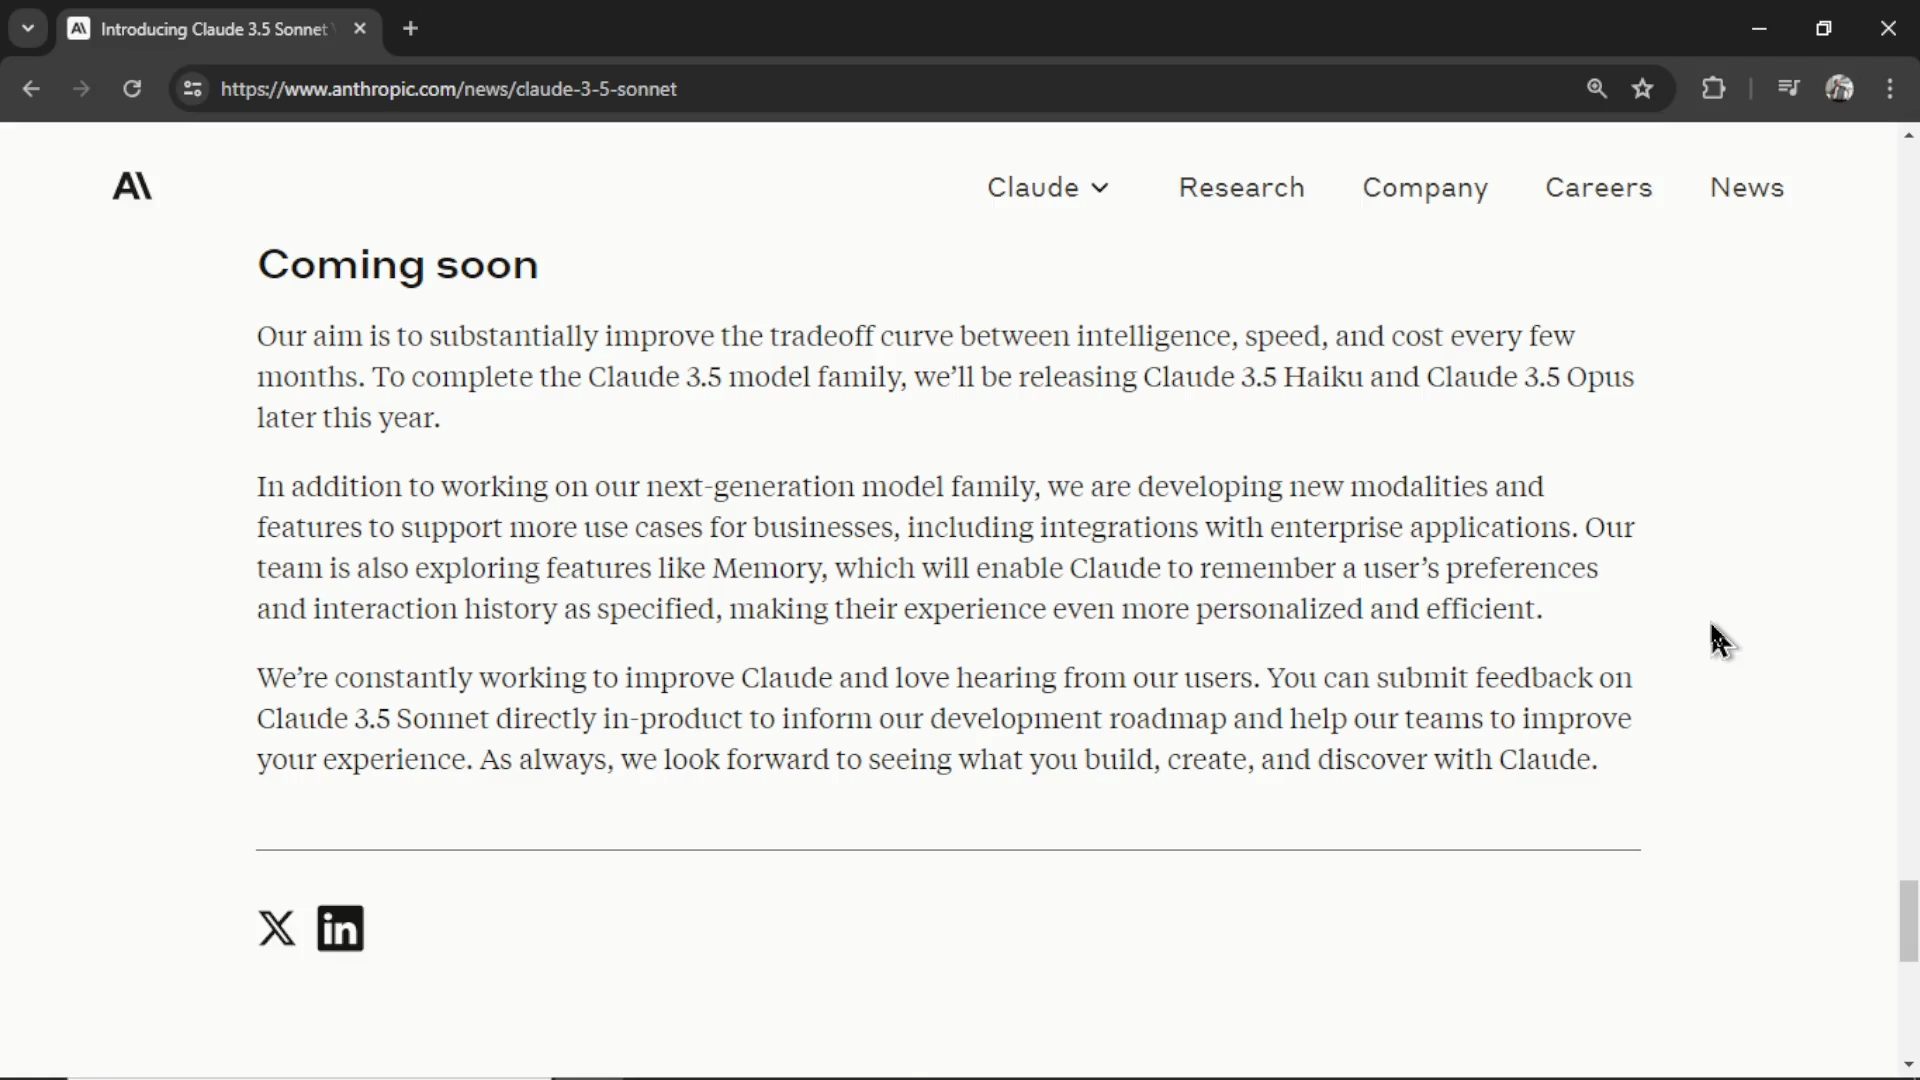 Introducing Claude 3.5 Sonnet
https://www.anthropic.com/news/claude-3-5-sonnet
Claude Research Company Careers News
Coming soon
Our aim is to substantially improve the tradeoff curve between intelligence, speed, and cost every few
months. To complete the Claude 3.5 model family, we’ll be releasing Claude 3.5 Haiku and Claude 3.5 Opus
later this year.
In addition to working on our next-generation model family, we are developing new modalities and
features to support more use cases for businesses, including integrations with enterprise applications. Our
team is also exploring features like Memory, which will enable Claude to remember a user’s preferences
and interaction history as specified, making their experience even more personalized and efficient.
We’re constantly working to improve Claude and love hearing from our users. You can submit feedback on
Claude 3.5 Sonnet directly in-product to inform our development roadmap and help our teams to improve
your experience. As always, we look forward to seeing what you build, create, and discover with Claude.
X in